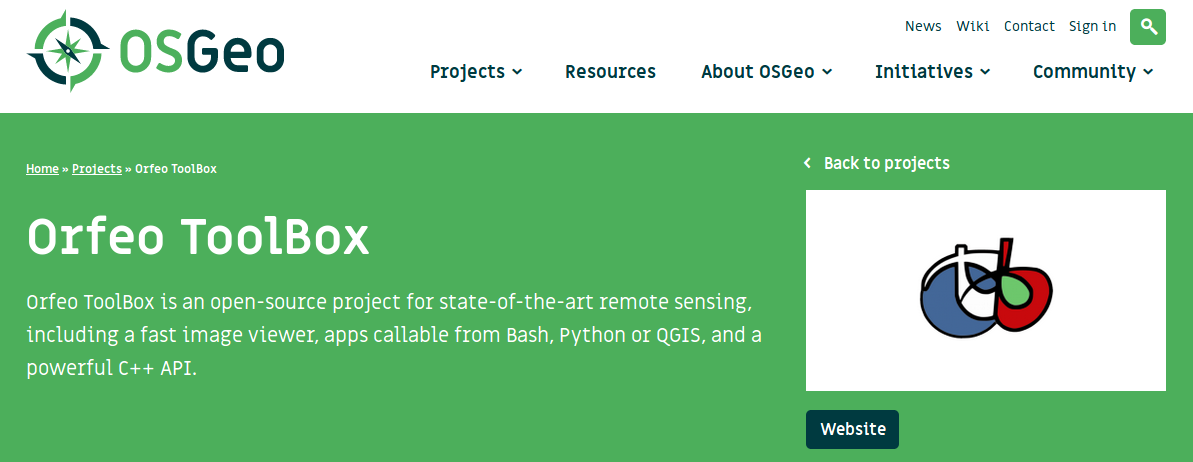 OSGeo
News Wiki Contact Sign in
Projects Resources About OSGeo Initiatives Community
Home » Projects » Orfeo ToolBox
Back to projects
Orfeo ToolBox
Orfeo ToolBox is an open-source project for state-of-the-art remote sensing,
including a fast image viewer, apps callable from Bash, Python or QGIS, and a
powerful C++ API.
otb
Website